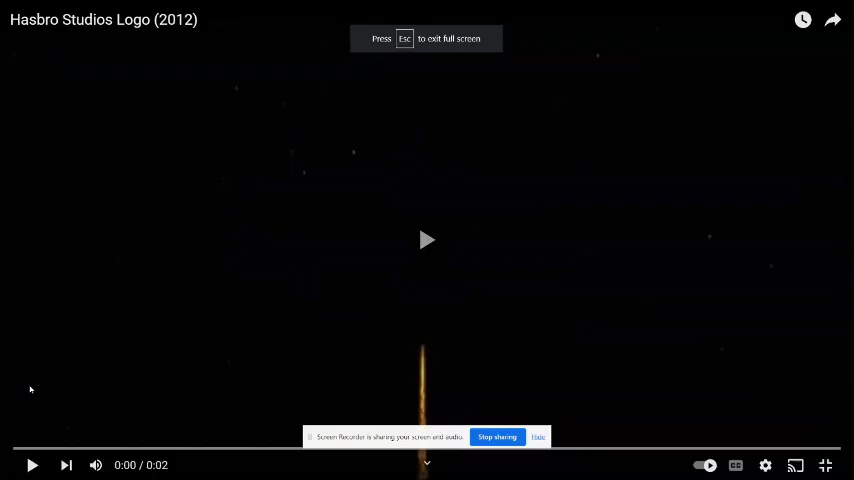 Hasbro Studios Logo (2012)
Press Esc to exit full screen
Screen Recorder is sharing your screen and audio. Stop sharing Hide
0:00 / 0:02 CC